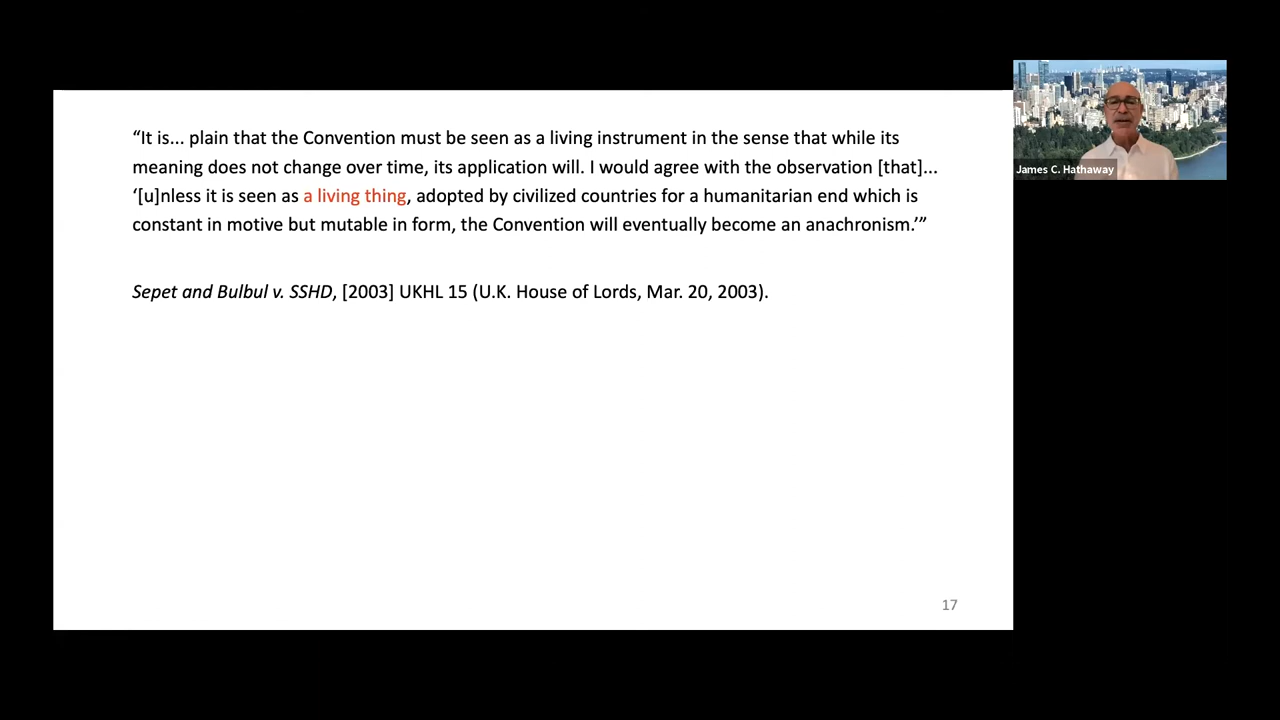 “It is... plain that the Convention must be seen as a living instrument in the sense that while its
meaning does not change over time, its application will. I would agree with the observation [that]...
‘[u]nless it is seen as a living thing, adopted by civilized countries for a humanitarian end which is
constant in motive but mutable in form, the Convention will eventually become an anachronism.’”
Sepet and Bulbul v. SSHD, [2003] UKHL 15 (U.K. House of Lords, Mar. 20, 2003).
17
James C. Hathaway